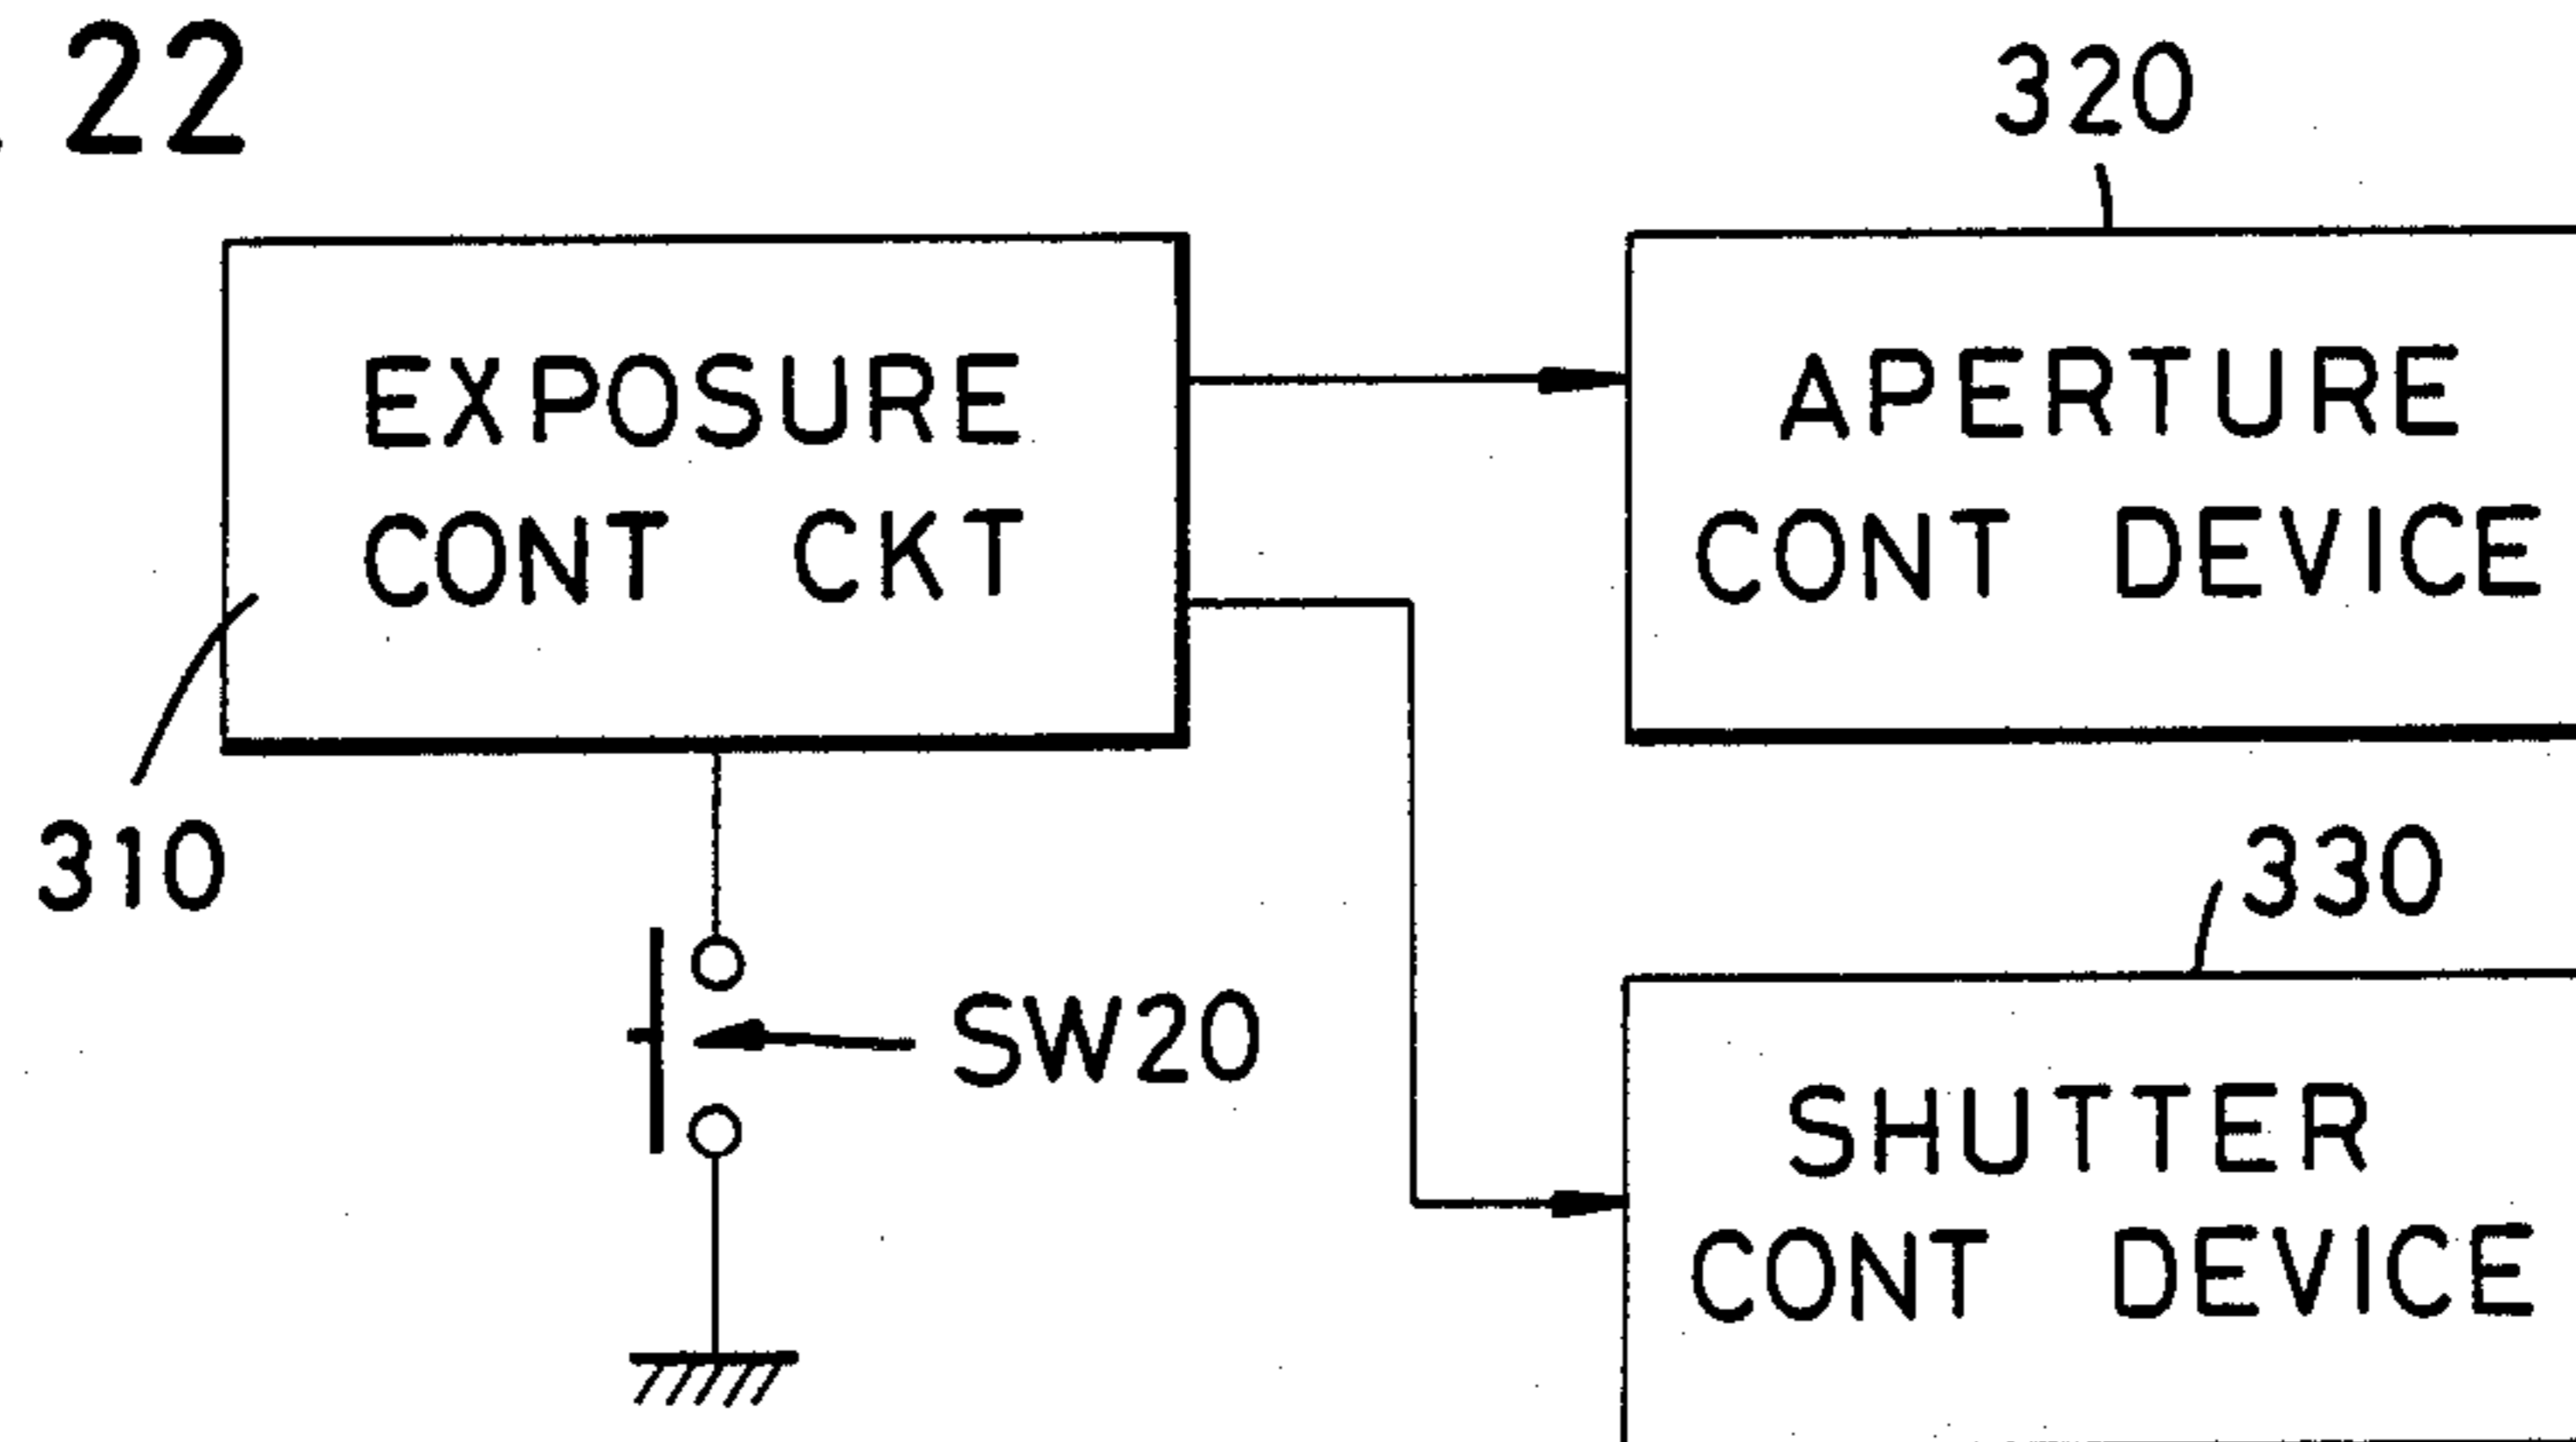 22
320
EXPOSURE
CONT CKT
APERTURE
CONT DEVICE
310
330
SW20
SHUTTER
CONT DEVICE